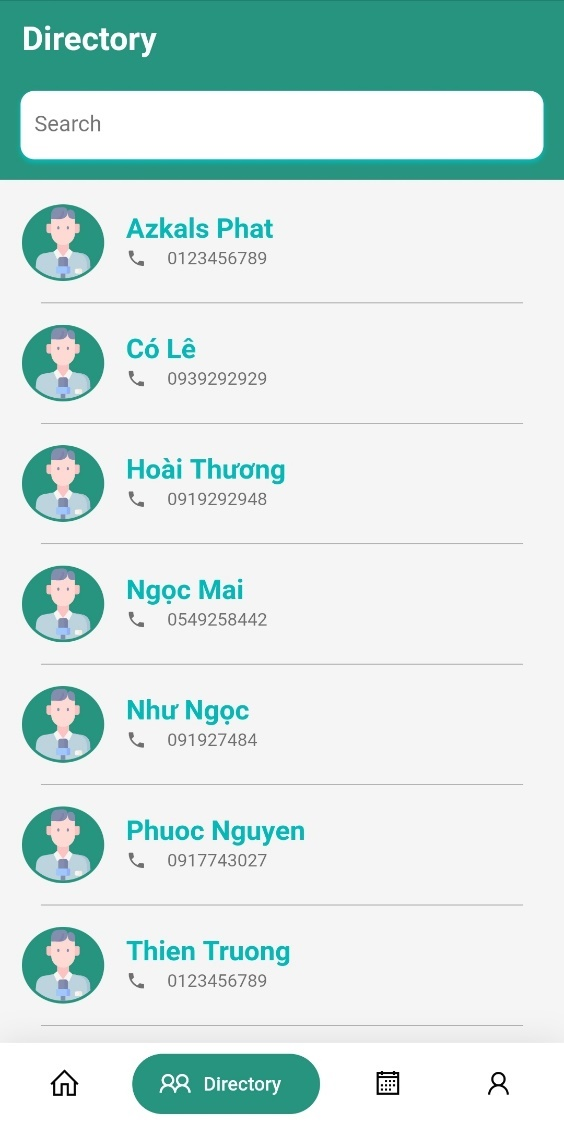 Directory
Search
Azkals Phat
0123456789
Có Lê
0939292929
Hoài Thương
0919292948
Ngọc Mai
0549258442
Như Ngọc
091927484
Phuoc Nguyen
0917743027
Thien Truong
0123456789
Directory